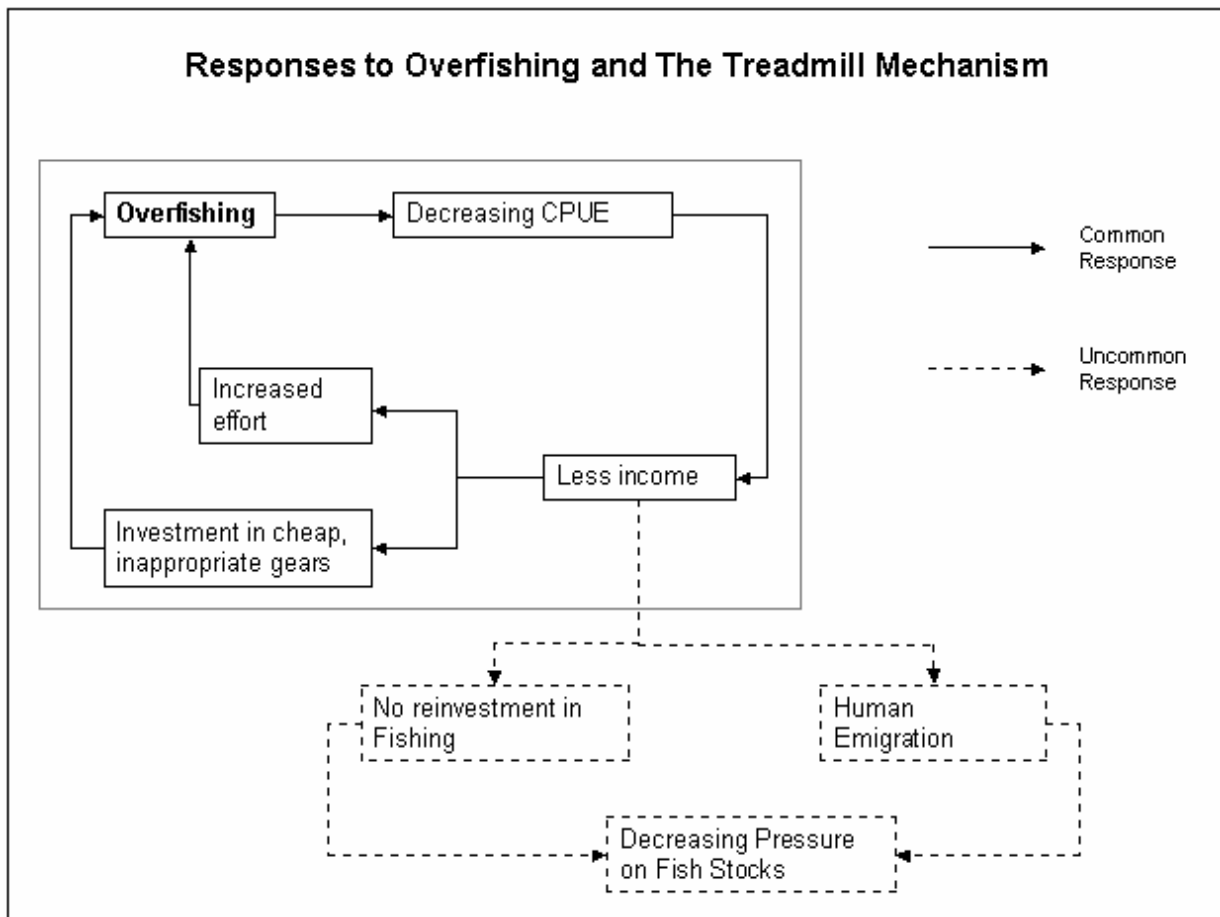 Responses to Overfishing and The Treadmill Mechanism
Overfishing
Decreasing CPUE
Common
Response
Uncommon
Response
Increased
effort
Less income
Investment in cheap,
inappropriate gears
No reinvestment in
Fishing
Human
Emigration
Decreasing Pressure
on Fish Stocks